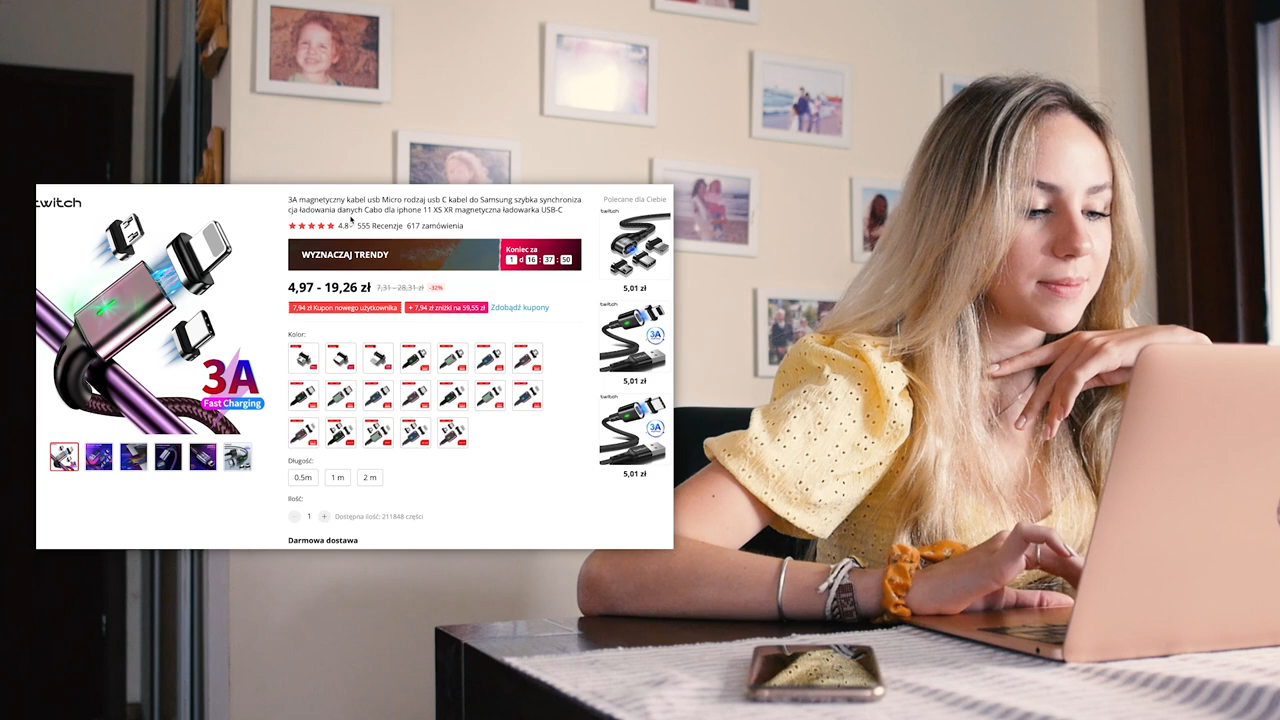 twitch
3A
Fast Charging
3A magnetyczny kabel usb Micro rodzaj usb C kabel do Samsung szybka synchroniza
cja ładowania danych Cabo dla iphone 11 XS XR magnetyczna ładowarka USB-C
4.8 555 Recenzje 617 zamówienia
WYZNACZAJ TRENDY
Koniec za
1 d 16 : 37 : 50
4,97 - 19,26 zł 7,31 - 28,31 zł -32%
7,94 zł Kupon nowego użytkownika + 7,94 zł zniżki na 59,55 zł Zdobądź kupony
Kolor:
Długość:
0.5m 1 m 2 m
Ilość:
- 1 + Dostępna ilość: 211848 części
Darmowa dostawa
Polecane dla Ciebie
twitch
5,01 zł
twitch
3A
5,01 zł
twitch
3A
5,01 zł